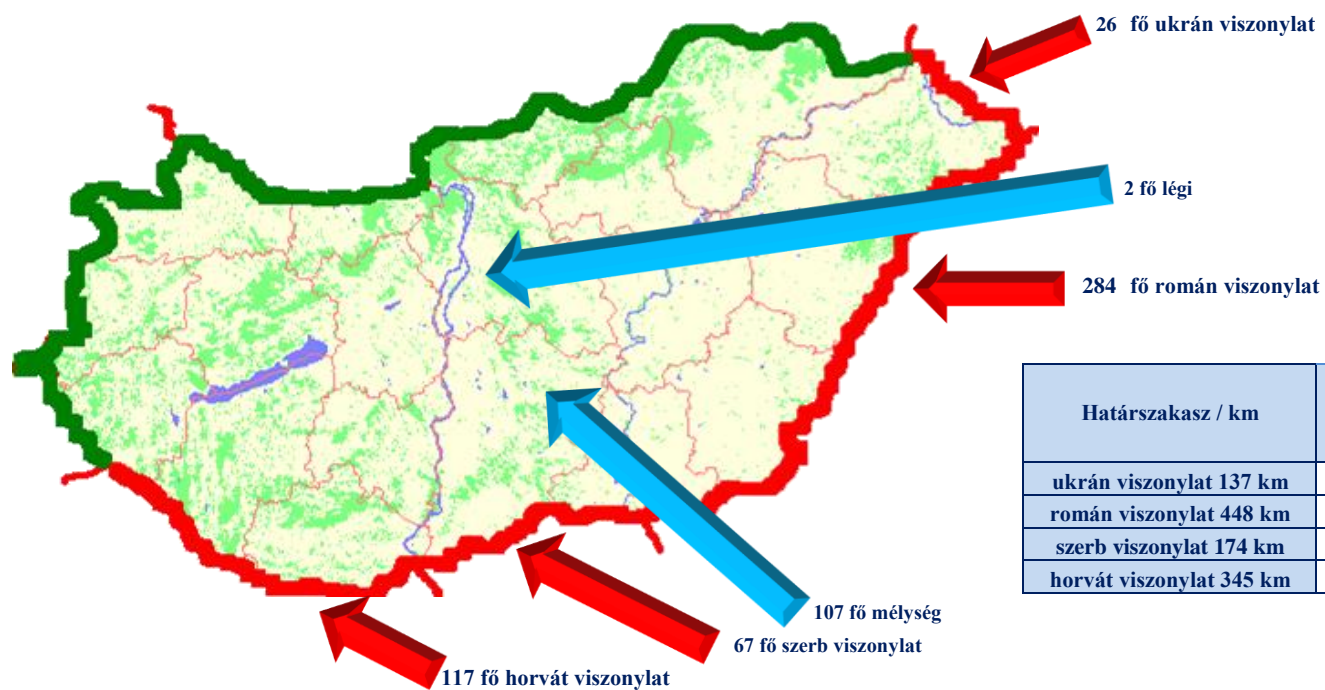 26 fő ukrán viszonylat
2 fő légi
284 fő román viszonylat
Határszakasz / km
ukrán viszonylat 137 km
román viszonylat 448 km
szerb viszonylat 174 km
horvát viszonylat 345 km
107 fő mélység
67 fő szerb viszonylat
117 fő horvát viszonylat